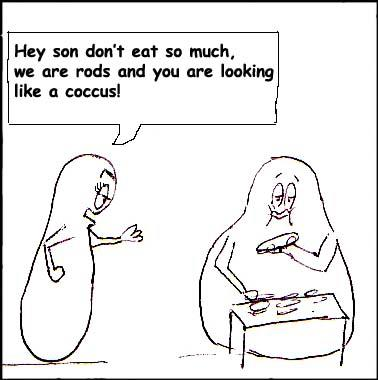 Hey son don't eat so much,
we are rods and you are looking
like a coccus!